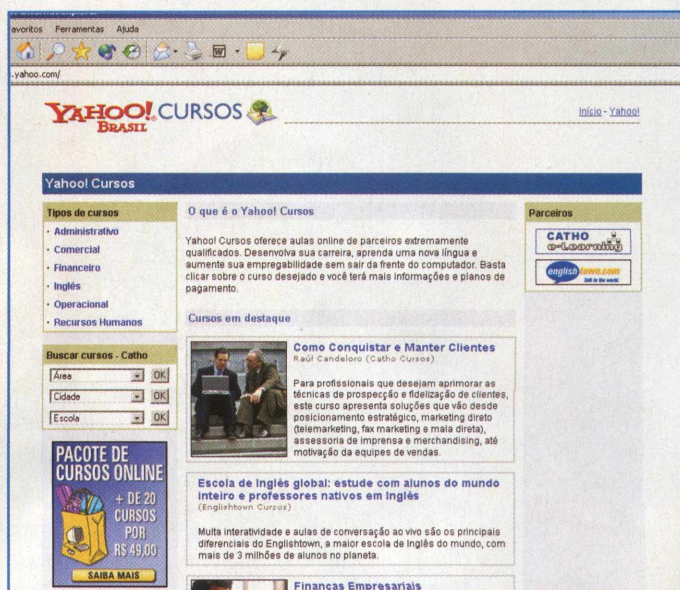 avoritos Ferramentas Ajuda
.yahoo.com/
YAHOO! CURSOS
BRASIL
Início - Yahoo!
Yahoo! Cursos
Tipos de cursos
· Administrativo
· Comercial
· Financeiro
· Inglês
· Operacional
· Recursos Humanos
Buscar cursos - Catho
Área OK
Cidade OK
Escola OK
PACOTE DE
CURSOS ONLINE
+ DE 20
CURSOS
POR
R$ 49,00
SAIBA MAIS
O que é o Yahoo! Cursos
Yahoo! Cursos oferece aulas online de parceiros extremamente
qualificados. Desenvolva sua carreira, aprenda uma nova língua e
aumente sua empregabilidade sem sair da frente do computador. Basta
clicar sobre o curso desejado e você terá mais informações e planos de
pagamento.
Cursos em destaque
Como Conquistar e Manter Clientes
Raúl Candeloro (Catho Cursos)
Para profissionais que desejam aprimorar as
técnicas de prospecção e fidelização de clientes,
este curso apresenta soluções que vão desde
posicionamento estratégico, marketing direto
(telemarketing, fax marketing e mala direta),
assessoria de imprensa e merchandising, até
motivação da equipes de vendas.
Escola de Inglês global: estude com alunos do mundo
inteiro e professores nativos em Inglês
(Englishtown Cursos)
Muita interatividade e aulas de conversação ao vivo são os principais
diferenciais do Englishtown, a maior escola de Inglês do mundo, com
mais de 3 milhões de alunos no planeta.
Finanças Empresariais
Parceiros
CATHO
e-Learning
englishtown.com
Talk to the world.